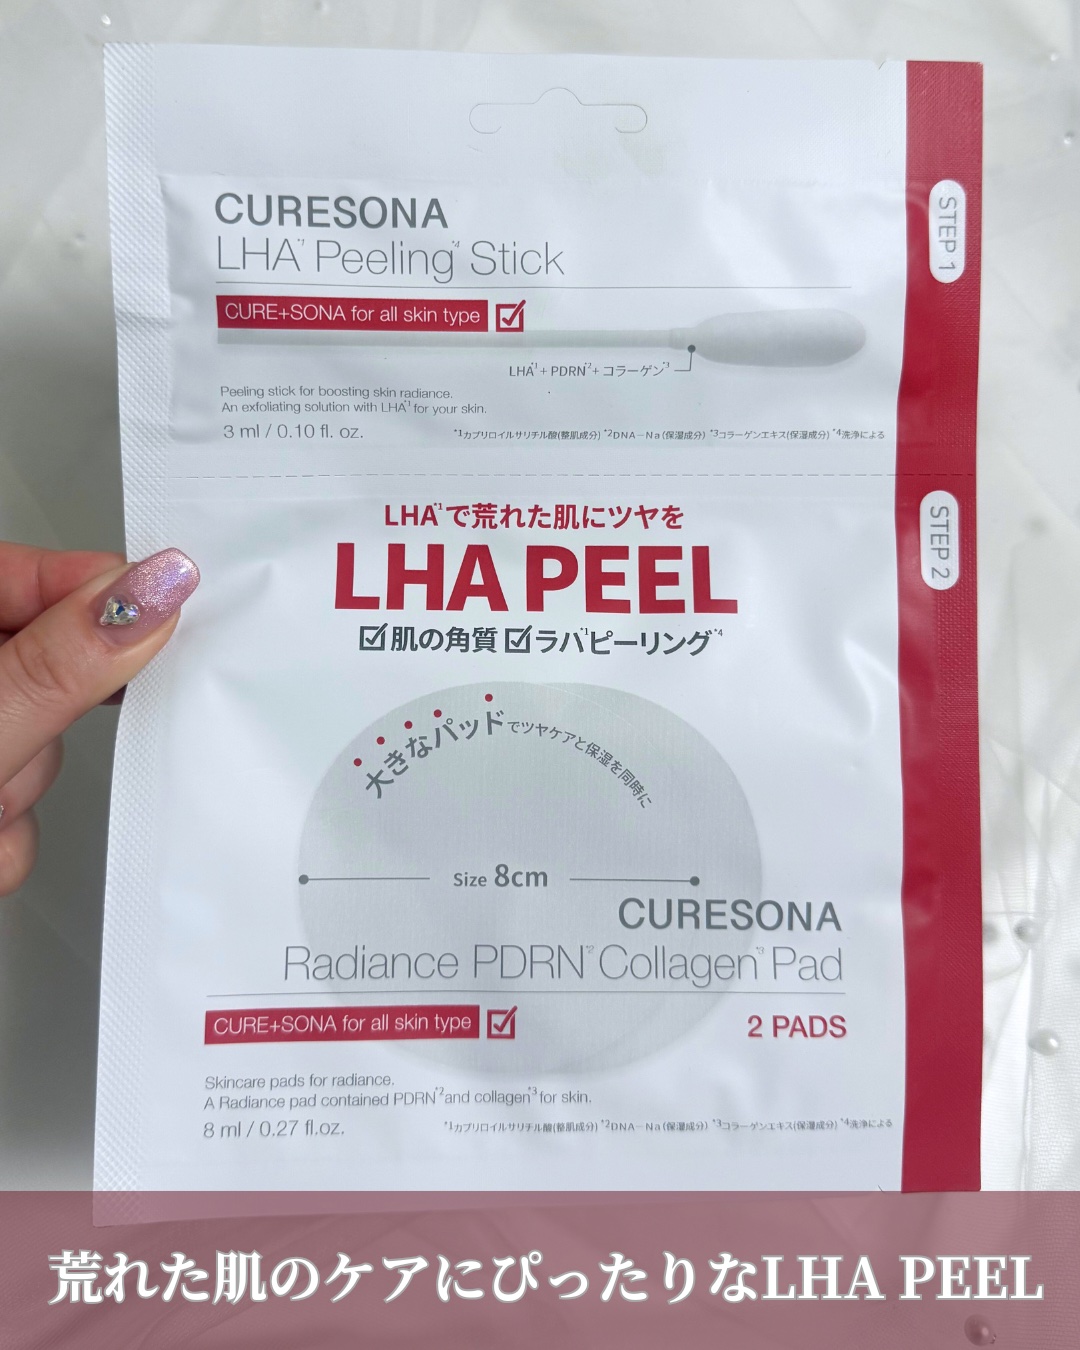 CURESONA
LHA*1 Peeling*4 Stick
STEP 1
CURE+SONA for all skin type
LHA*1+PDRN*2+コラーゲン*3
Peeling stick for boosting skin radiance.
An exfoliating solution with LHA*1 for your skin.
3 ml / 0.10 fl. oz.
*1カプリロイルサリチル酸(整肌成分) *2DNA-Na(保湿成分) *3コラーゲンエキス(保湿成分) *4洗浄による
LHA*1で荒れた肌にツヤを
LHA PEEL
肌の角質 ラハ*1ピーリング*4
STEP 2
大きなパッドでツヤケアと保湿を同時に
Size 8cm
CURESONA
Radiance PDRN*2 Collagen*3 Pad
CURE+SONA for all skin type
2 PADS
Skincare pads for radiance.
A Radiance pad contained PDRN*2 and collagen*3 for skin.
8 ml / 0.27 fl.oz.
*1カプリロイルサリチル酸(整肌成分) *2DNA-Na(保湿成分) *3コラーゲンエキス(保湿成分) *4洗浄による
荒れた肌のケアにぴったりなLHA PEEL